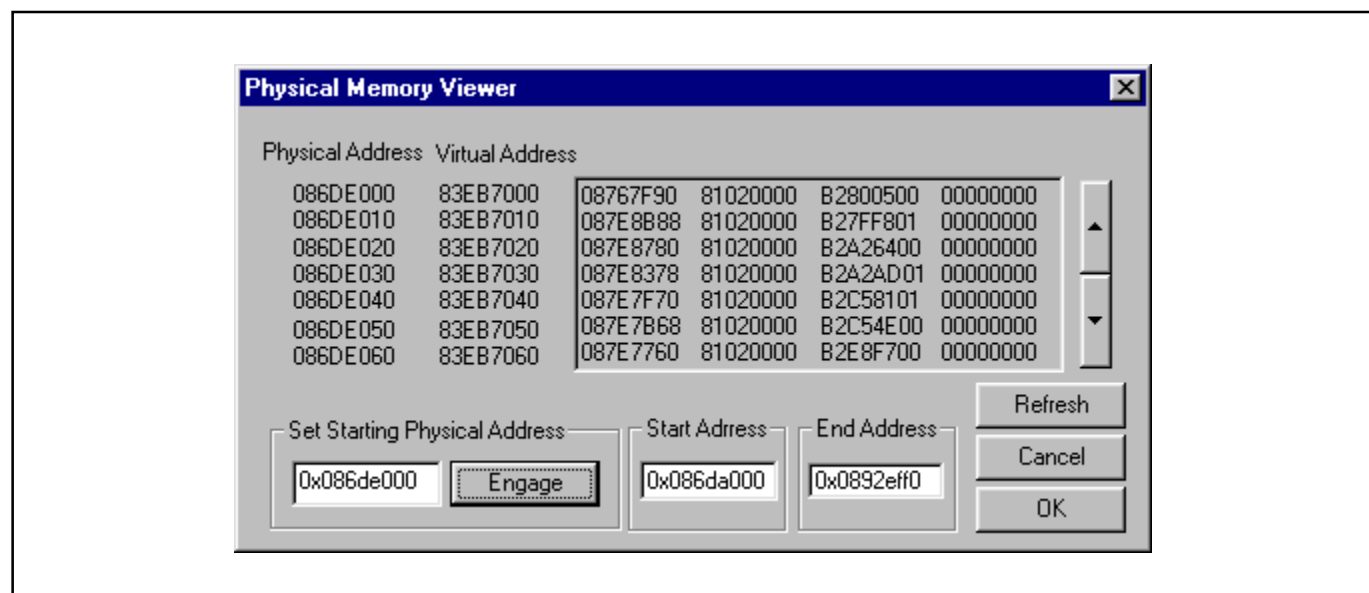 Physical Memory Viewer
Physical Address Virtual Address
086DE000 83EB7000 08767F90 81020000 B2800500 00000000
086DE010 83EB7010 087E8B88 81020000 B27FF801 00000000
086DE020 83EB7020 087E8780 81020000 B2A26400 00000000
086DE030 83EB7030 087E8378 81020000 B2A2AD01 00000000
086DE040 83EB7040 087E7F70 81020000 B2C58101 00000000
086DE050 83EB7050 087E7B68 81020000 B2C54E00 00000000
086DE060 83EB7060 087E7760 81020000 B2E8F700 00000000
Refresh
Set Starting Physical Address Start Adrress End Address
Cancel
0x086de000 Engage 0x086da000 0x0892eff0
OK